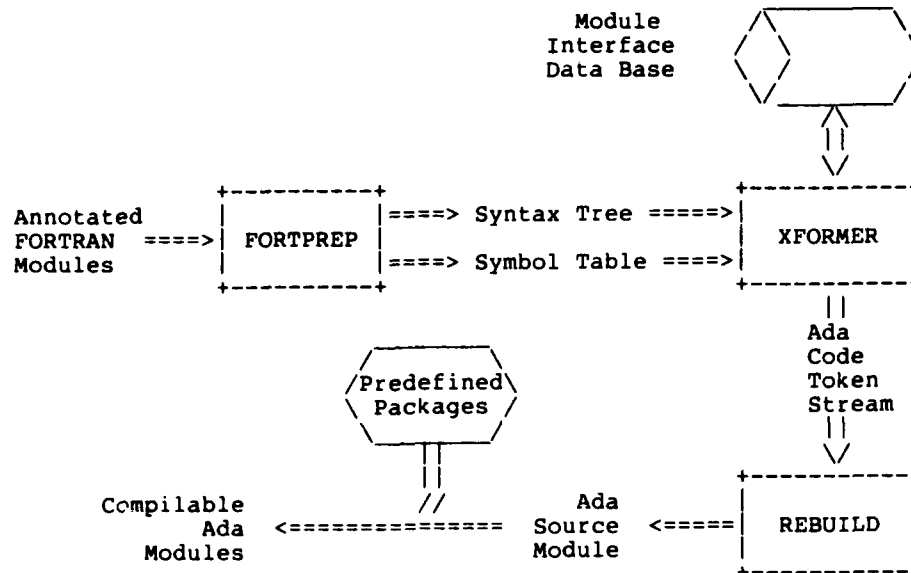 Module
Interface
Data Base
Annotated
FORTRAN
Modules
FORTPREP
Syntax Tree
Symbol Table
XFORMER
Ada
Code
Token
Stream
Predefined
Packages
Compilable
Ada
Modules
Ada
Source
Module
REBUILD